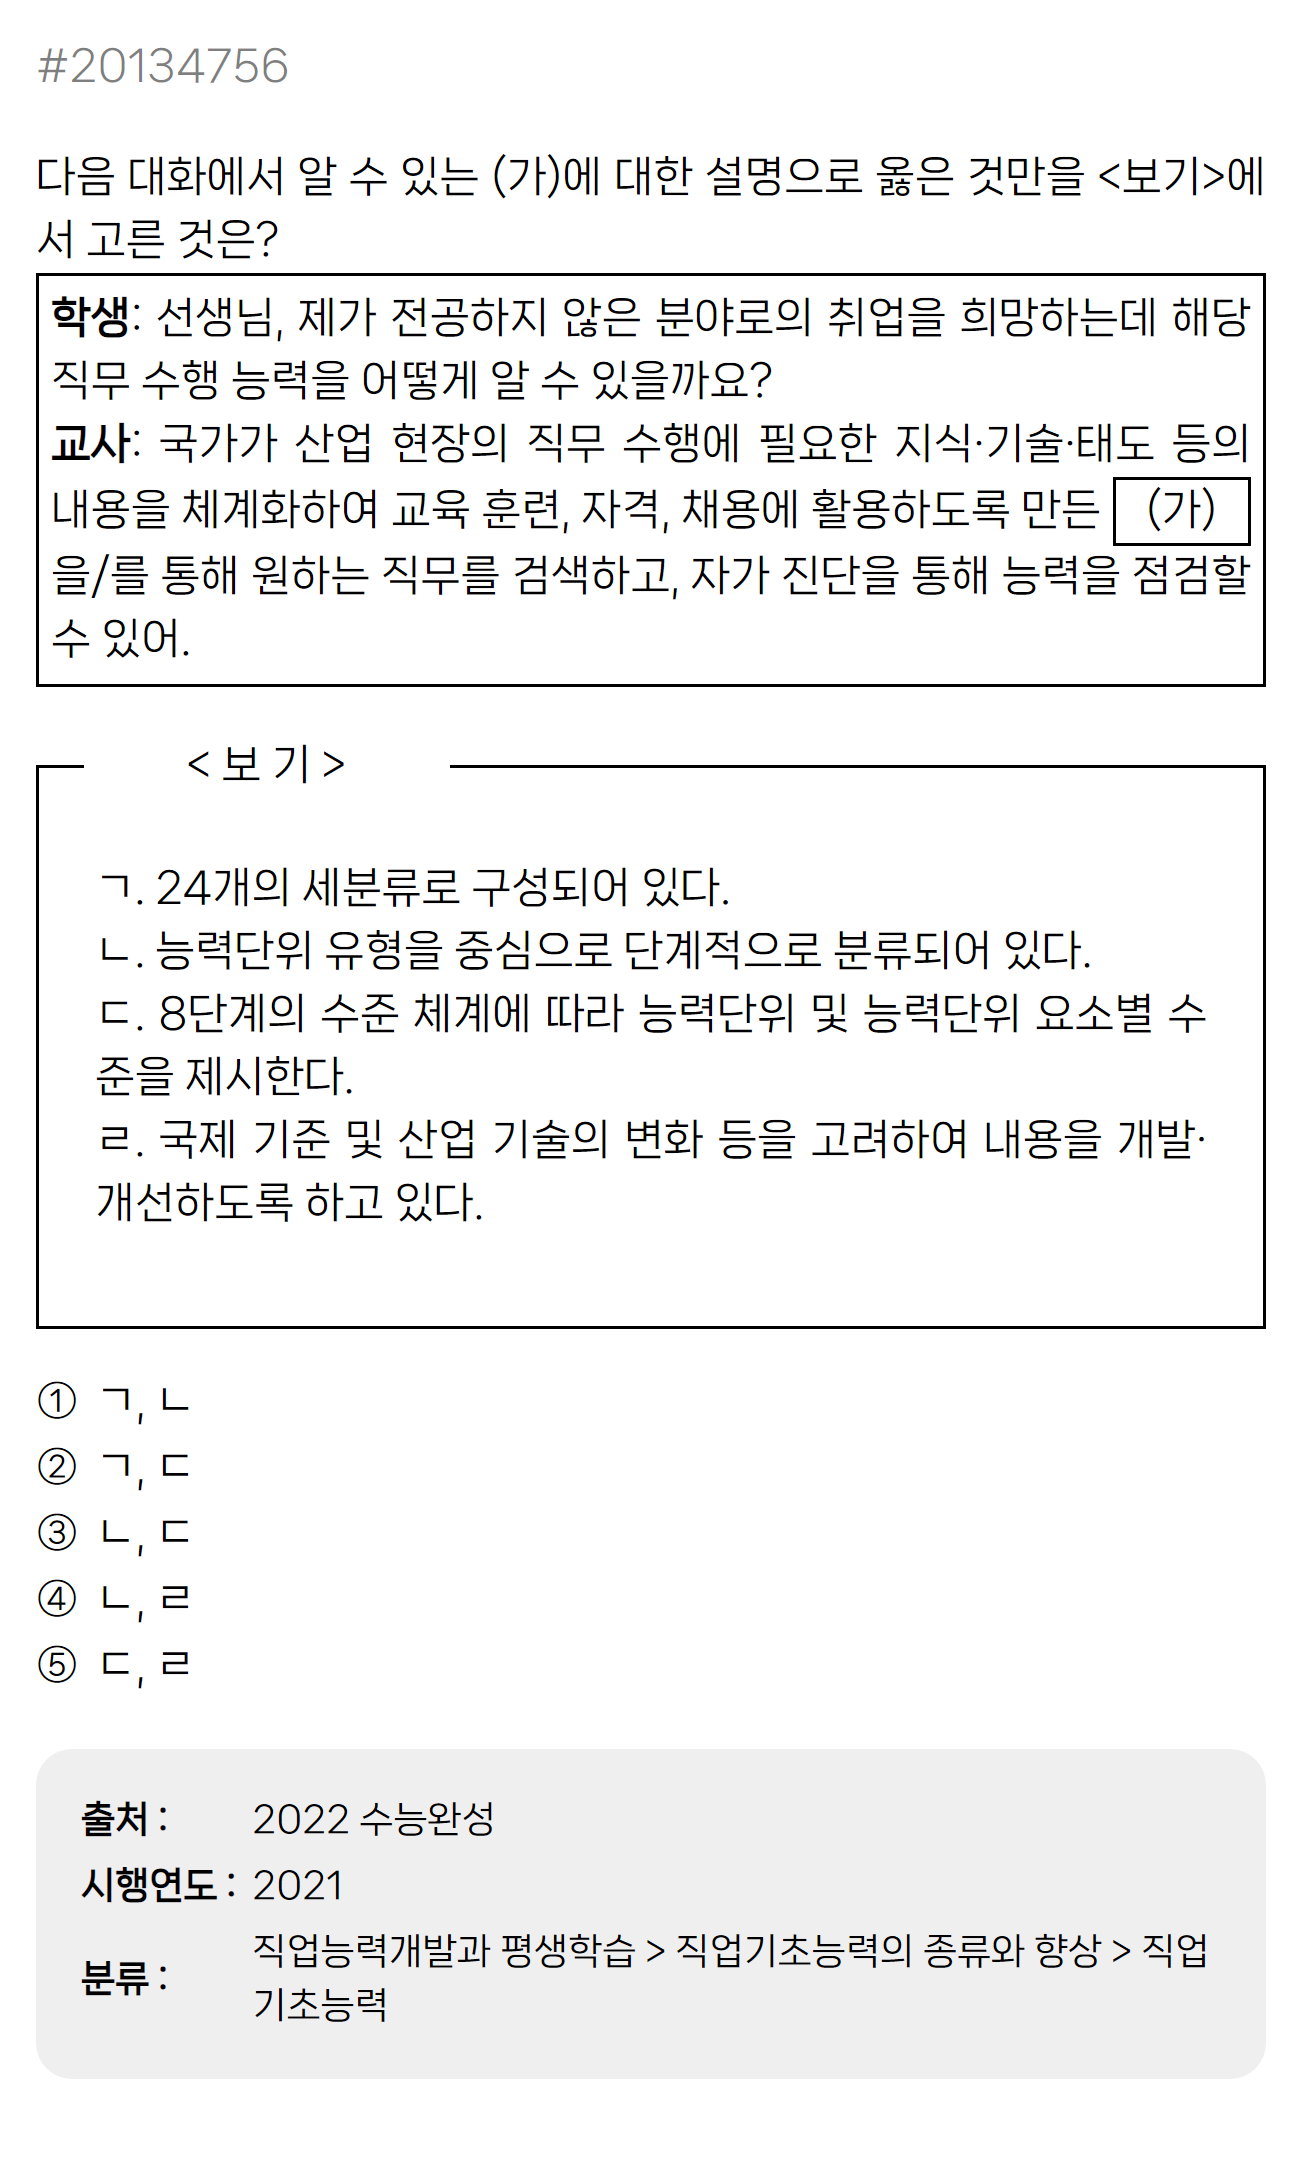 #20134756
다음 대화에서 알 수 있는 (가)에 대한 설명으로 옳은 것만을 <보기>에
서 고른 것은?
학생: 선생님, 제가 전공하지 않은 분야로의 취업을 희망하는데 해당
직무 수행 능력을 어떻게 알 수 있을까요?
교사: 국가가 산업 현장의 직무 수행에 필요한 지식·기술·태도 등의
내용을 체계화하여 교육 훈련, 자격, 채용에 활용하도록 만든 (가)
을/를 통해 원하는 직무를 검색하고, 자가 진단을 통해 능력을 점검할
수 있어.
< 보 기 >
ㄱ. 24개의 세분류로 구성되어 있다.
ㄴ. 능력단위 유형을 중심으로 단계적으로 분류되어 있다.
ㄷ. 8단계의 수준 체계에 따라 능력단위 및 능력단위 요소별 수
준을 제시한다.
ㄹ. 국제 기준 및 산업 기술의 변화 등을 고려하여 내용을 개발·
개선하도록 하고 있다.
① ㄱ, ㄴ
② ㄱ, ㄷ
③ ㄴ, ㄷ
④ ㄴ, ㄹ
⑤ ㄷ, ㄹ
출처 : 2022 수능완성
시행연도 : 2021
분류 : 직업능력개발과 평생학습 > 직업기초능력의 종류와 향상 > 직업
기초능력